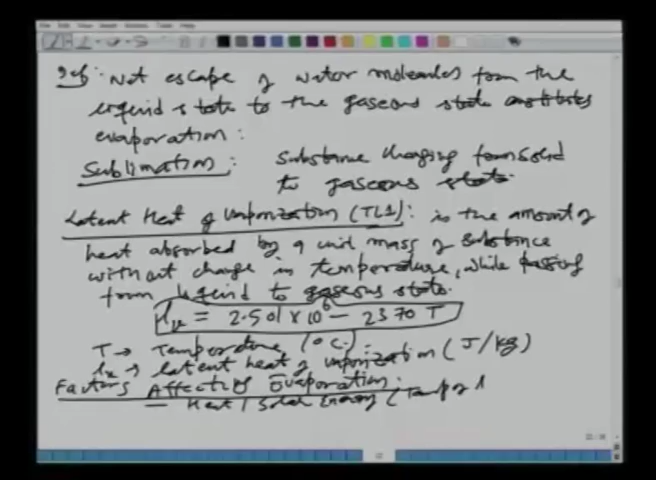 Def: Net escape of water molecules from the
liquid state to the gaseous state constitutes
evaporation:
Sublimation: Substance changing from solid
to gaseous state.
Latent Heat of Vaporization (TL1): is the amount of
heat absorbed by a unit mass of substance
without change in temperature, while passing
from liquid to gaseous state.
lv = 2.501 x 10^6 - 2370 T
T → Temperature (°C).
lv → latent heat of vaporization (J/kg)
Factors Affecting Evaporation:
— Heat / Solar Energy (Temp of